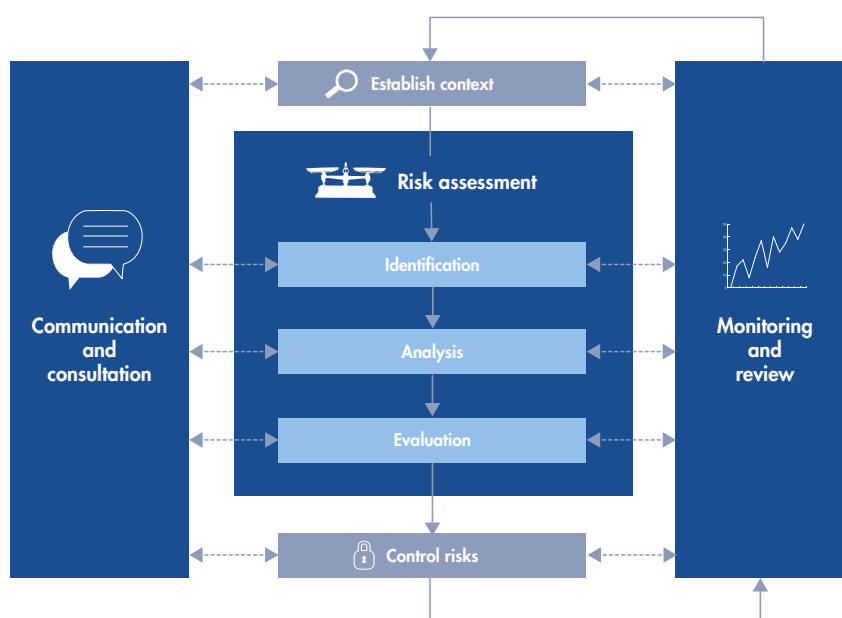 Establish context
Risk assessment
Identification
Communication
and
consultation
Analysis
Monitoring
and
review
Evaluation
Control risks